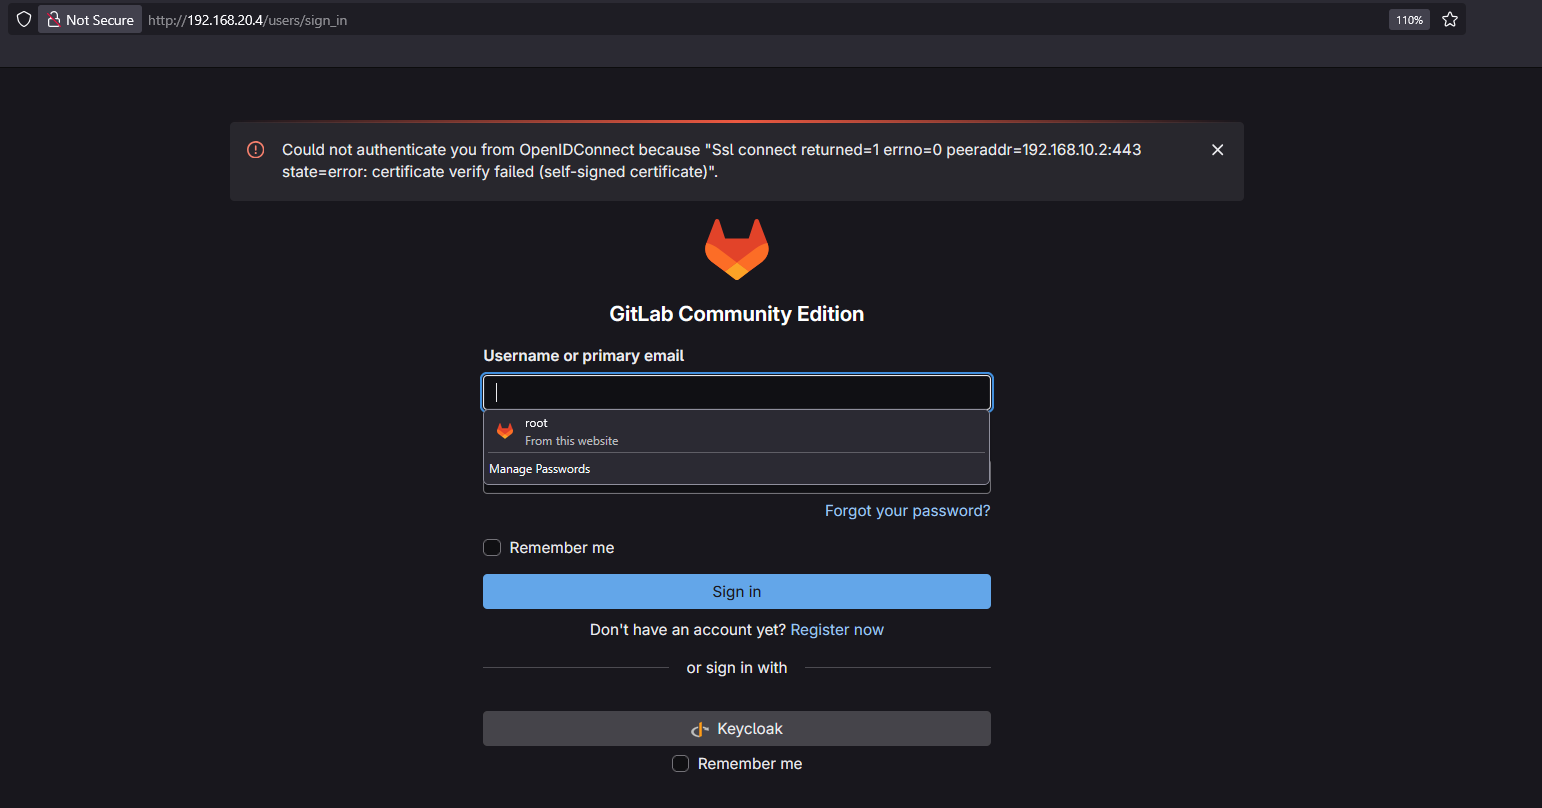 Not Secure http://192.168.20.4/users/sign_in 110%
Could not authenticate you from OpenIDConnect because "Ssl connect returned=1 errno=0 peeraddr=192.168.10.2:443
state=error: certificate verify failed (self-signed certificate)".
GitLab Community Edition
Username or primary email
root
From this website
Manage Passwords
Forgot your password?
Remember me
Sign in
Don't have an account yet? Register now
or sign in with
Keycloak
Remember me